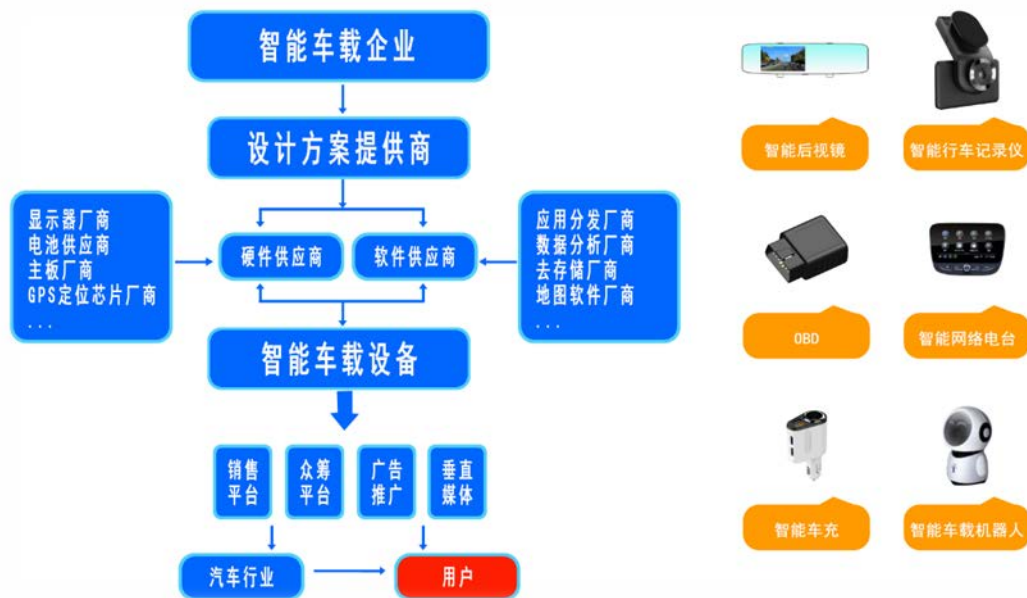 智能车载企业
设计方案提供商
显示器厂商
电池供应商
主板厂商
GPS定位芯片厂商
...
硬件供应商
软件供应商
应用分发厂商
数据分析厂商
去存储厂商
地图软件厂商
...
智能车载设备
销售
平台
众筹
平台
广告
推广
垂直
媒体
汽车行业
用户
智能后视镜
智能行车记录仪
OBD
智能网络电台
智能车充
智能车载机器人